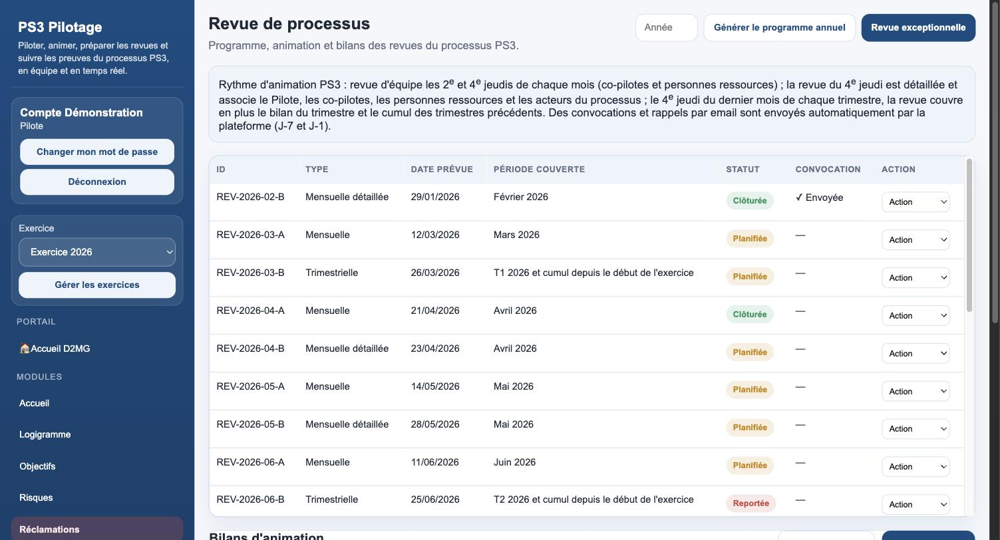 PS3 Pilotage
Piloter, animer, préparer les revues et
suivre les preuves du processus PS3,
en équipe et en temps réel.
Compte Démonstration
Pilote
Changer mon mot de passe
Déconnexion
Exercice
Exercice 2026
Gérer les exercices
PORTAIL
Accueil D2MG
MODULES
Accueil
Logigramme
Objectifs
Risques
Réclamations
Revue de processus
Programme, animation et bilans des revues du processus PS3.
Année
Générer le programme annuel
Revue exceptionnelle
Rythme d'animation PS3 : revue d'équipe les 2e et 4e jeudis de chaque mois (co-pilotes et personnes ressources) ; la revue du 4e jeudi est détaillée et
associe le Pilote, les co-pilotes, les personnes ressources et les acteurs du processus ; le 4e jeudi du dernier mois de chaque trimestre, la revue couvre
en plus le bilan du trimestre et le cumul des trimestres précédents. Des convocations et rappels par email sont envoyés automatiquement par la
plateforme (J-7 et J-1).
ID TYPE DATE PRÉVUE PÉRIODE COUVERTE STATUT CONVOCATION ACTION
REV-2026-02-B Mensuelle détaillée 29/01/2026 Février 2026 Clôturée ✓ Envoyée Action
REV-2026-03-A Mensuelle 12/03/2026 Mars 2026 Planifiée — Action
REV-2026-03-B Trimestrielle 26/03/2026 T1 2026 et cumul depuis le début de l'exercice Planifiée — Action
REV-2026-04-A Mensuelle 21/04/2026 Avril 2026 Clôturée — Action
REV-2026-04-B Mensuelle détaillée 23/04/2026 Avril 2026 Planifiée — Action
REV-2026-05-A Mensuelle 14/05/2026 Mai 2026 Planifiée — Action
REV-2026-05-B Mensuelle détaillée 28/05/2026 Mai 2026 Planifiée — Action
REV-2026-06-A Mensuelle 11/06/2026 Juin 2026 Planifiée — Action
REV-2026-06-B Trimestrielle 25/06/2026 T2 2026 et cumul depuis le début de l'exercice Reportée — Action
Bilans d'animation